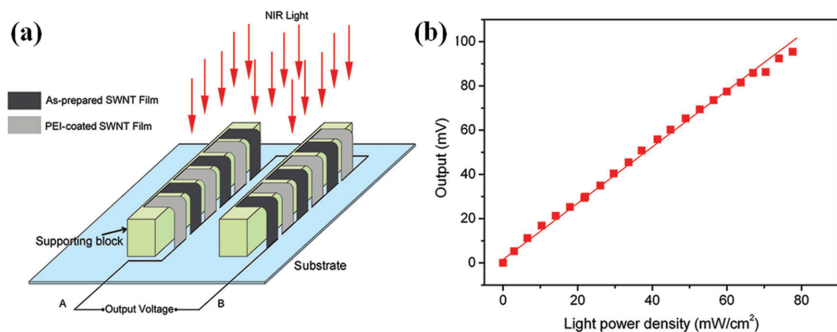 (a)
NIR Light
As-prepared SWNT Film
PEI-coated SWNT Film
Supporting block
Substrate
A
Output Voltage
B
(b)
100
80
60
40
20
0
Output (mV)
0 20 40 60 80
Light power density (mW/cm²)